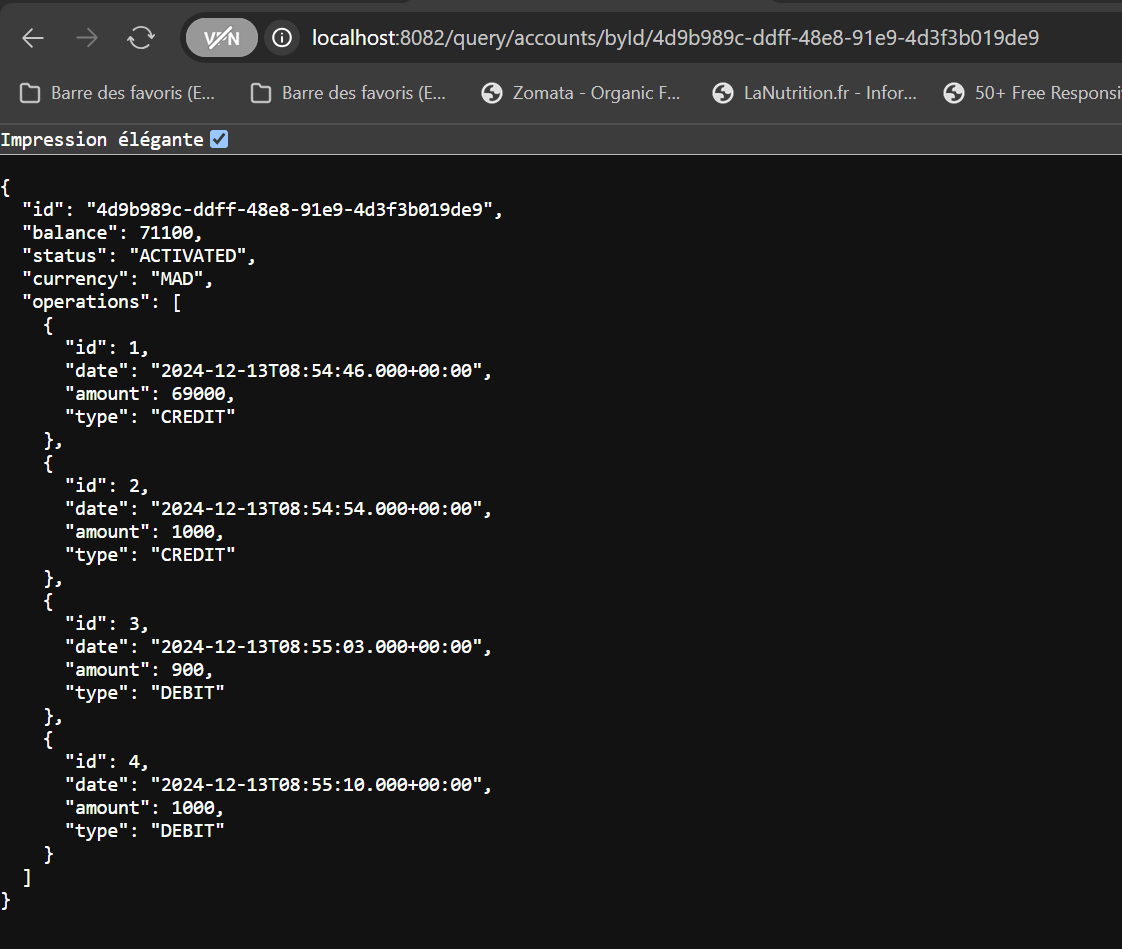 VPN
localhost:8082/query/accounts/byId/4d9b989c-ddff-48e8-91e9-4d3f3b019de9
Barre des favoris (E... Barre des favoris (E... Zomata - Organic F... LaNutrition.fr - Infor... 50+ Free Responsi
Impression élégante
{
"id": "4d9b989c-ddff-48e8-91e9-4d3f3b019de9",
"balance": 71100,
"status": "ACTIVATED",
"currency": "MAD",
"operations": [
{
"id": 1,
"date": "2024-12-13T08:54:46.000+00:00",
"amount": 69000,
"type": "CREDIT"
},
{
"id": 2,
"date": "2024-12-13T08:54:54.000+00:00",
"amount": 1000,
"type": "CREDIT"
},
{
"id": 3,
"date": "2024-12-13T08:55:03.000+00:00",
"amount": 900,
"type": "DEBIT"
},
{
"id": 4,
"date": "2024-12-13T08:55:10.000+00:00",
"amount": 1000,
"type": "DEBIT"
}
]
}